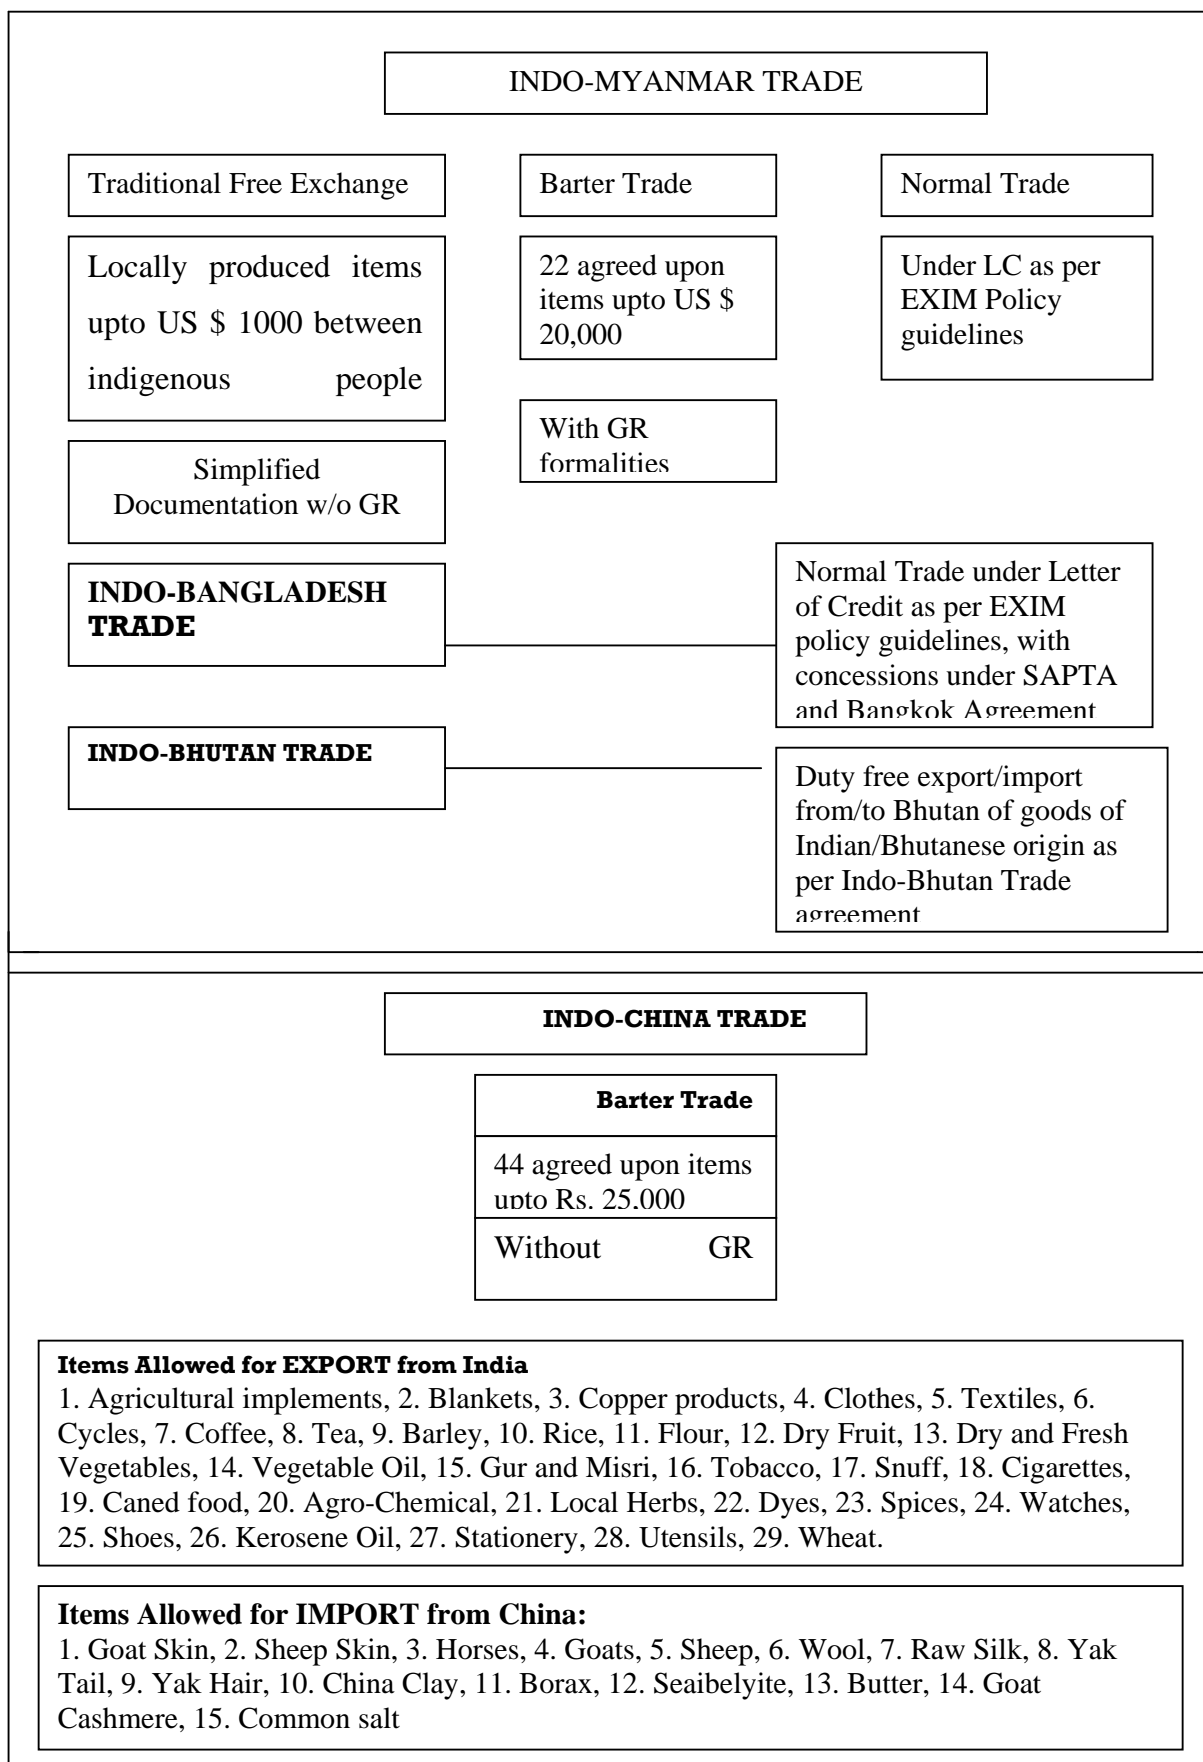 INDO-MYANMAR TRADE
Traditional Free Exchange
Barter Trade
Normal Trade
Locally produced items
upto US $ 1000 between
indigenous people
22 agreed upon
items upto US $
20,000
Under LC as per
EXIM Policy
guidelines
With GR
formalities
Simplified
Documentation w/o GR
INDO-BANGLADESH
TRADE
Normal Trade under Letter
of Credit as per EXIM
policy guidelines, with
concessions under SAPTA
and Bangkok Agreement
INDO-BHUTAN TRADE
Duty free export/import
from/to Bhutan of goods of
Indian/Bhutanese origin as
per Indo-Bhutan Trade
agreement
INDO-CHINA TRADE
Barter Trade
44 agreed upon items
upto Rs. 25,000
Without GR
Items Allowed for EXPORT from India
1. Agricultural implements, 2. Blankets, 3. Copper products, 4. Clothes, 5. Textiles, 6.
Cycles, 7. Coffee, 8. Tea, 9. Barley, 10. Rice, 11. Flour, 12. Dry Fruit, 13. Dry and Fresh
Vegetables, 14. Vegetable Oil, 15. Gur and Misri, 16. Tobacco, 17. Snuff, 18. Cigarettes,
19. Caned food, 20. Agro-Chemical, 21. Local Herbs, 22. Dyes, 23. Spices, 24. Watches,
25. Shoes, 26. Kerosene Oil, 27. Stationery, 28. Utensils, 29. Wheat.
Items Allowed for IMPORT from China:
1. Goat Skin, 2. Sheep Skin, 3. Horses, 4. Goats, 5. Sheep, 6. Wool, 7. Raw Silk, 8. Yak
Tail, 9. Yak Hair, 10. China Clay, 11. Borax, 12. Seaibelyite, 13. Butter, 14. Goat
Cashmere, 15. Common salt